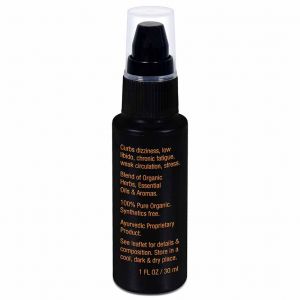 Curbs dizziness, low
libido, chronic fatigue,
weak circulation, stress.
Blend of Organic
Herbs, Essential
Oils & Aromas.
100% Pure Organic.
Synthetics free.
Ayurvedic Proprietary
Product.
See leaflet for details &
composition. Store in a
cool, dark & dry place.
1 FL OZ / 30 ml